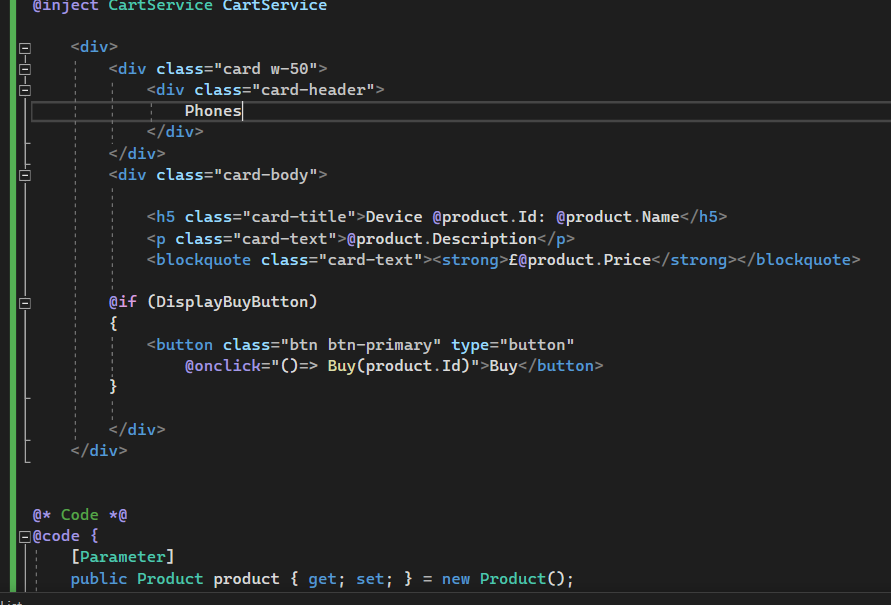 @inject CartService CartService
<div>
<div class="card w-50">
<div class="card-header">
Phones
</div>
</div>
<div class="card-body">
<h5 class="card-title">Device @product.Id: @product.Name</h5>
<p class="card-text">@product.Description</p>
<blockquote class="card-text"><strong>£@product.Price</strong></blockquote>
@if (DisplayBuyButton)
{
<button class="btn btn-primary" type="button"
@onclick="()=> Buy(product.Id)">Buy</button>
}
</div>
</div>
@* Code *@
@code {
[Parameter]
public Product product { get; set; } = new Product();